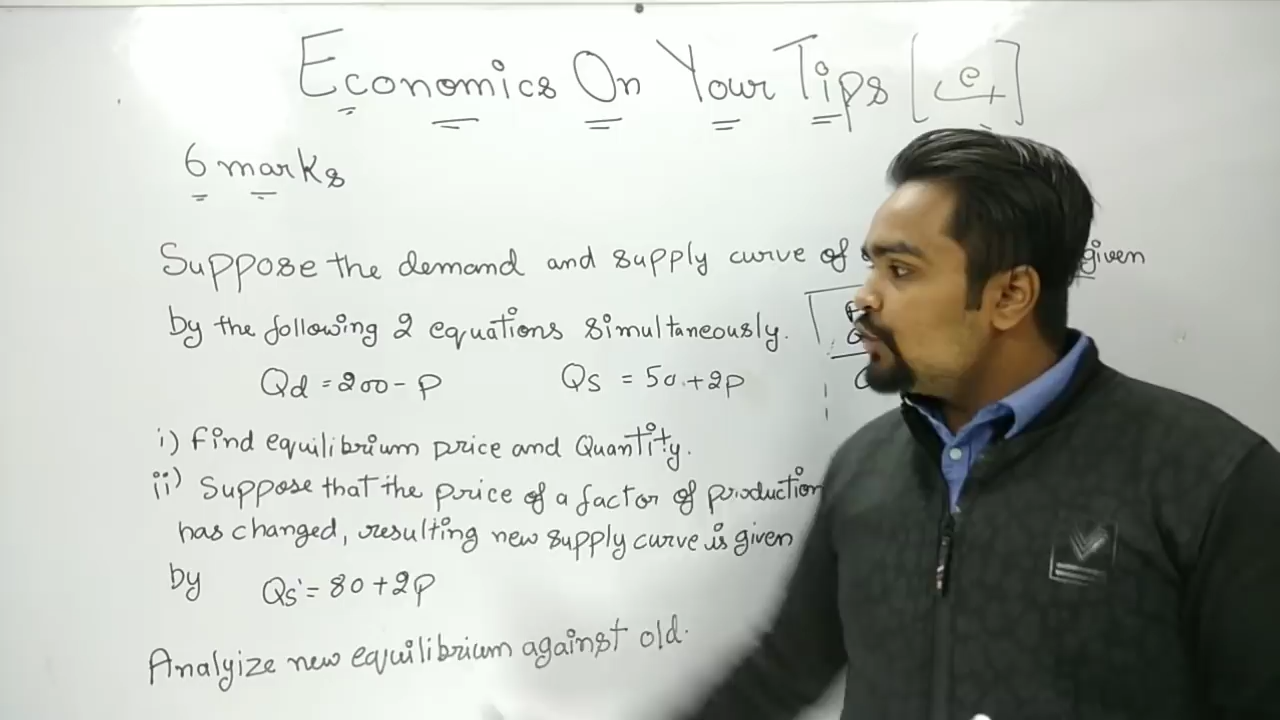 Economics On Your Tips [e+]
6 marks
Suppose the demand and supply curve of given
by the following 2 equations simultaneously.
Qd = 200 - P Qs = 50 + 2P
i) Find equilibrium price and Quantity.
ii) Suppose that the price of a factor of production
has changed, resulting new supply curve is given
by Qs' = 80 + 2P
Analyize new equilibrium against old.